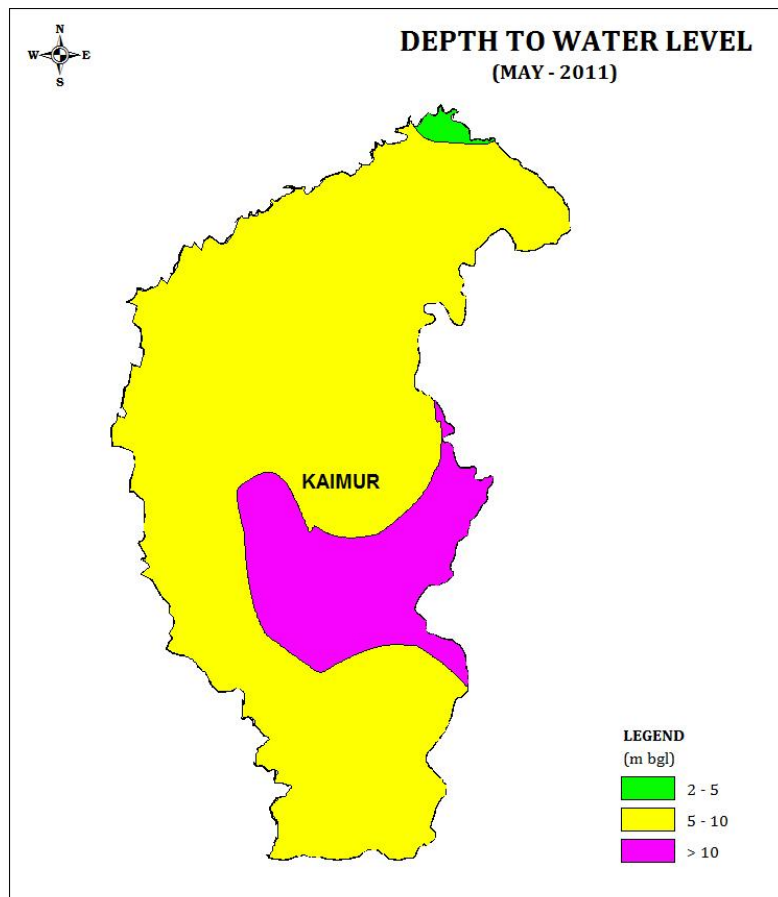 N
W E
S
DEPTH TO WATER LEVEL
(MAY - 2011)
KAIMUR
LEGEND
(m bgl)
2 - 5
5 - 10
> 10